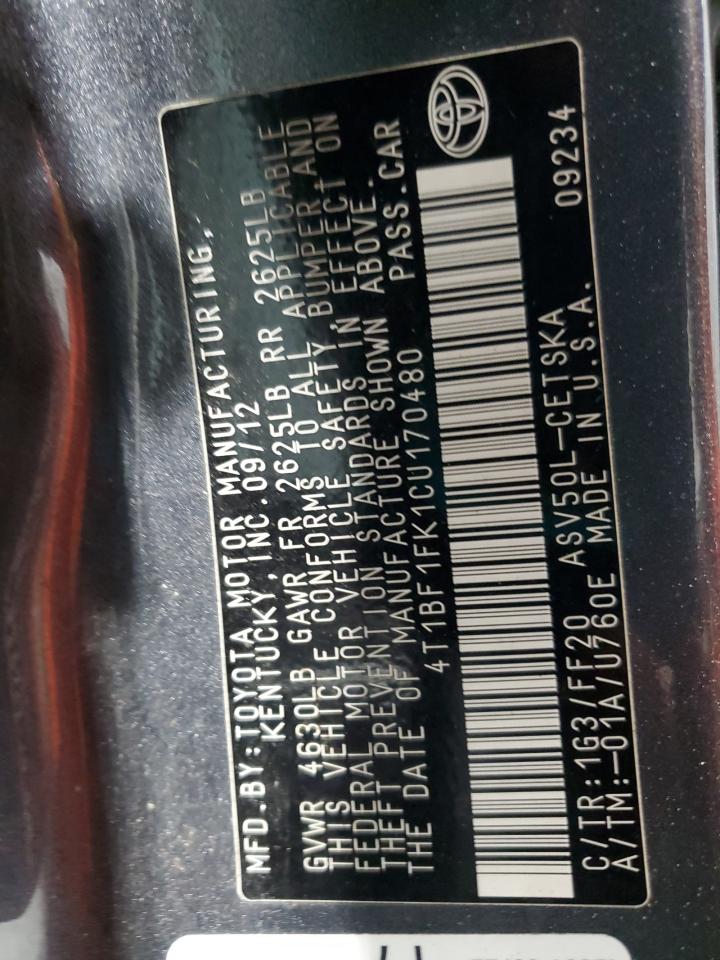 MFD.BY:TOYOTA MOTOR MANUFACTURING,
KENTUCKY,INC.09/12
GVWR 4630LB GAWR FR 2625LB RR 2625LB
THIS VEHICLE CONFORMS TO ALL APPLICABLE
FEDERAL MOTOR VEHICLE SAFETY,BUMPER,AND
THEFT PREVENTION STANDARDS IN EFFECT ON
THE DATE OF MANUFACTURE SHOWN ABOVE.
4T1BF1FK1CU170480 PASS.CAR
C/TR:1G3/FF20 ASV50L-CETSKA
A/TM:-01A/U760E MADE IN U.S.A. 09234